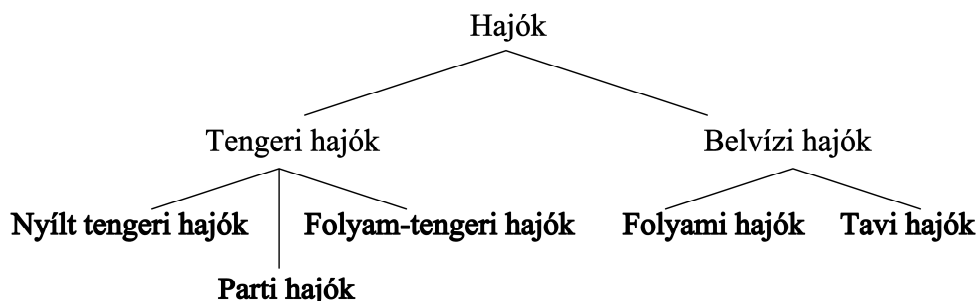 Hajók
Tengeri hajók
Belvízi hajók
Nyílt tengeri hajók
Folyam-tengeri hajók
Folyami hajók
Tavi hajók
Parti hajók